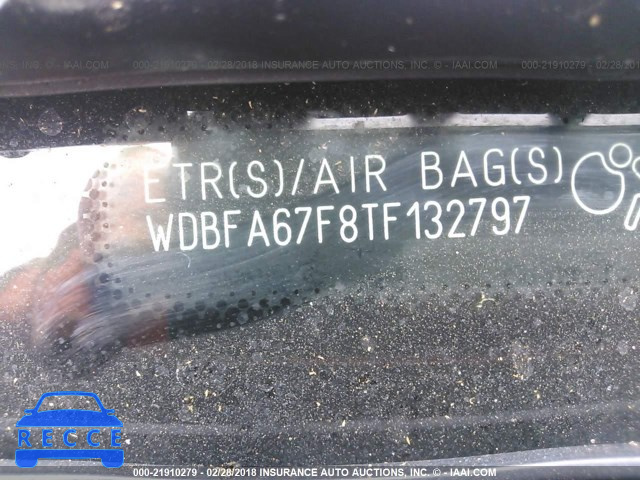 000-21910279 - 02/28/2018 INSURANCE AUTO AUCTIONS, INC. - ©IAAI.COM
ETR(S)/AIR BAG(S)
WDBFA67F8TF132797
RECCE
000-21910279 - 02/28/2018 INSURANCE AUTO AUCTIONS, INC. - ©IAAI.COM